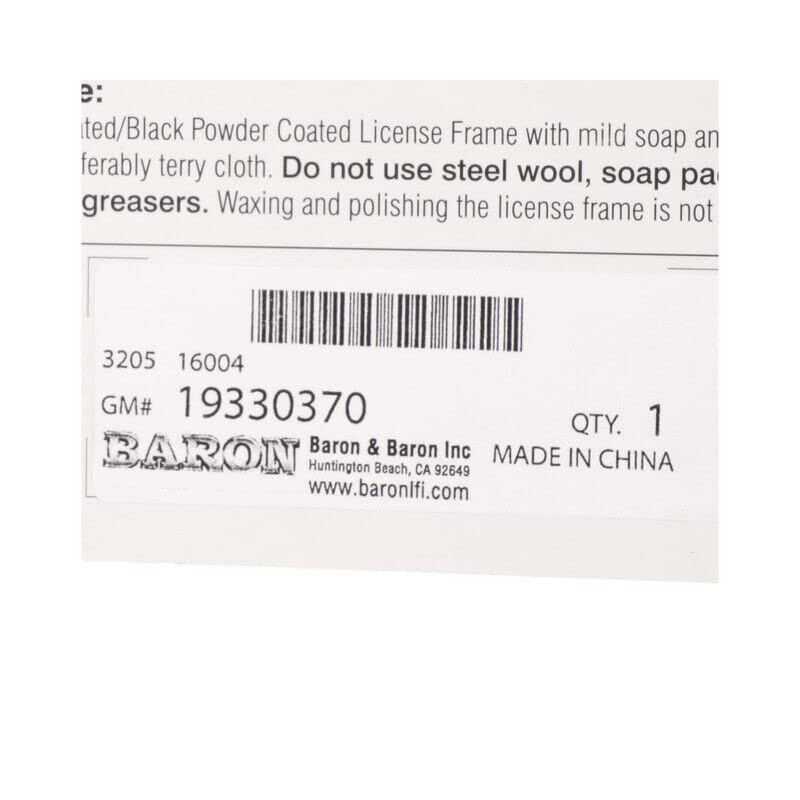 e:
ated/Black Powder Coated License Frame with mild soap an
ferably terry cloth. Do not use steel wool, soap pa
greasers. Waxing and polishing the license frame is not
3205 16004
GM# 19330370
QTY. 1
BARON Baron & Baron Inc
Huntington Beach, CA 92649
www.baronlfi.com
MADE IN CHINA